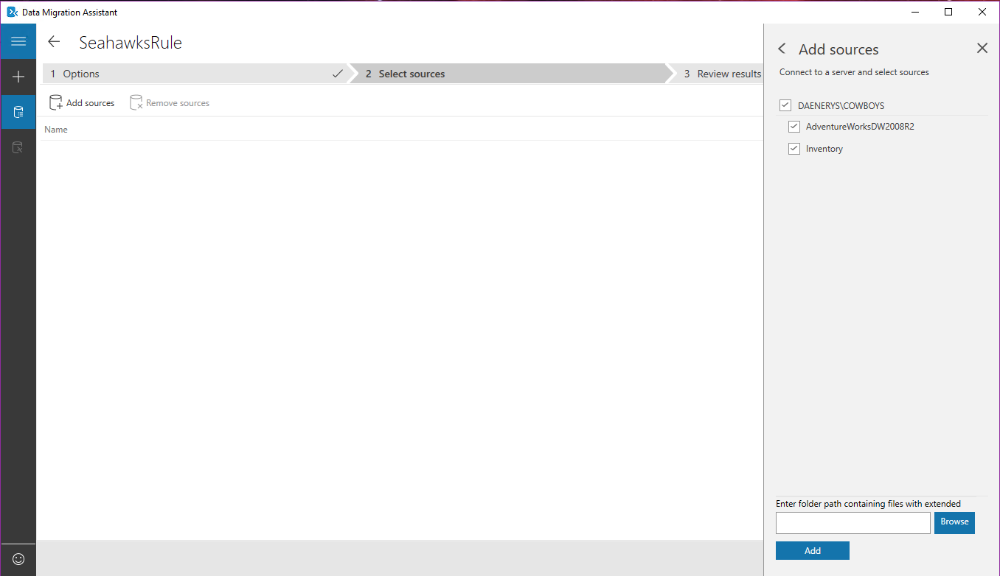 Data Migration Assistant
SeahawksRule
1 Options
2 Select sources
3 Review results
Add sources
Remove sources
Name
Add sources
Connect to a server and select sources
DAENERYS\COWBOYS
AdventureWorksDW2008R2
Inventory
Enter folder path containing files with extended
Browse
Add